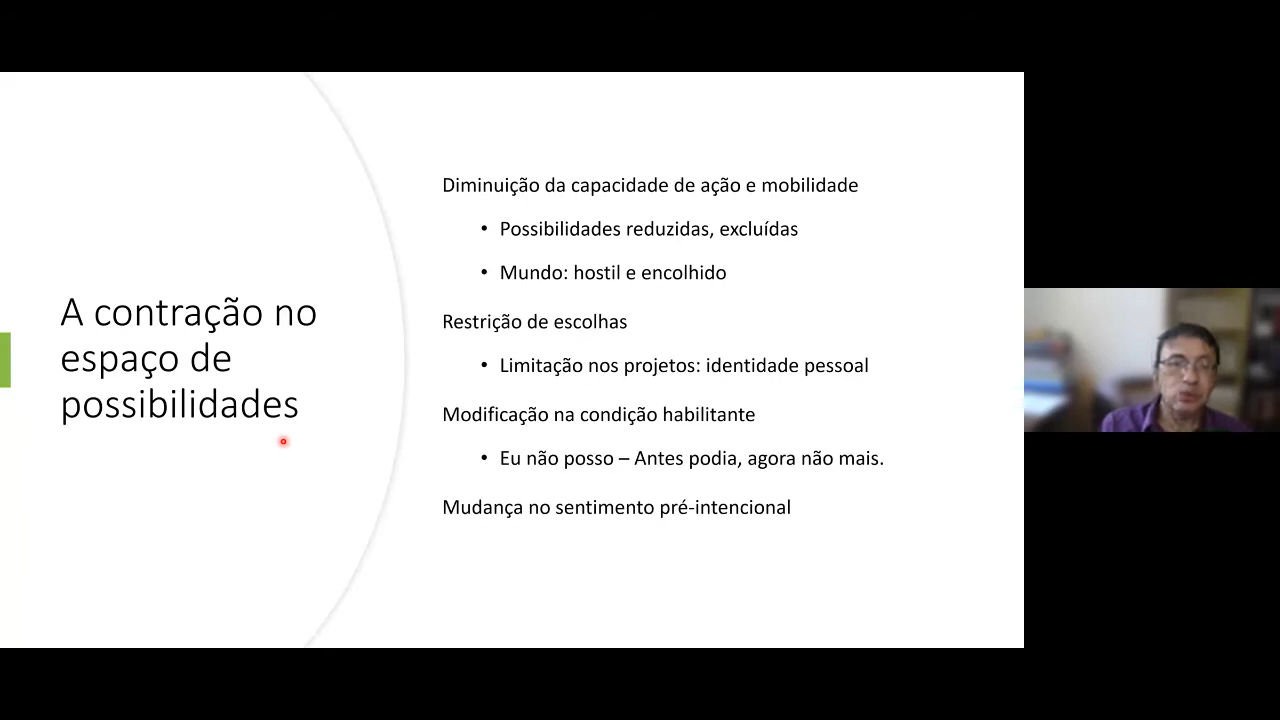 A contração no
espaço de
possibilidades
Diminuição da capacidade de ação e mobilidade
• Possibilidades reduzidas, excluídas
• Mundo: hostil e encolhido
Restrição de escolhas
• Limitação nos projetos: identidade pessoal
Modificação na condição habilitante
• Eu não posso – Antes podia, agora não mais.
Mudança no sentimento pré-intencional